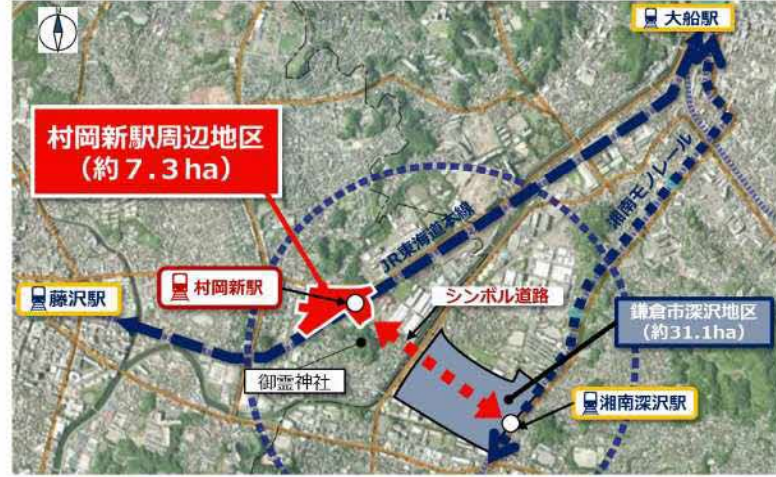 大船駅
村岡新駅周辺地区
(約7.3ha)
湘南モノレール
JR東海道本線
村岡新駅
藤沢駅
シンボル道路
鎌倉市深沢地区
(約31.1ha)
御霊神社
湘南深沢駅